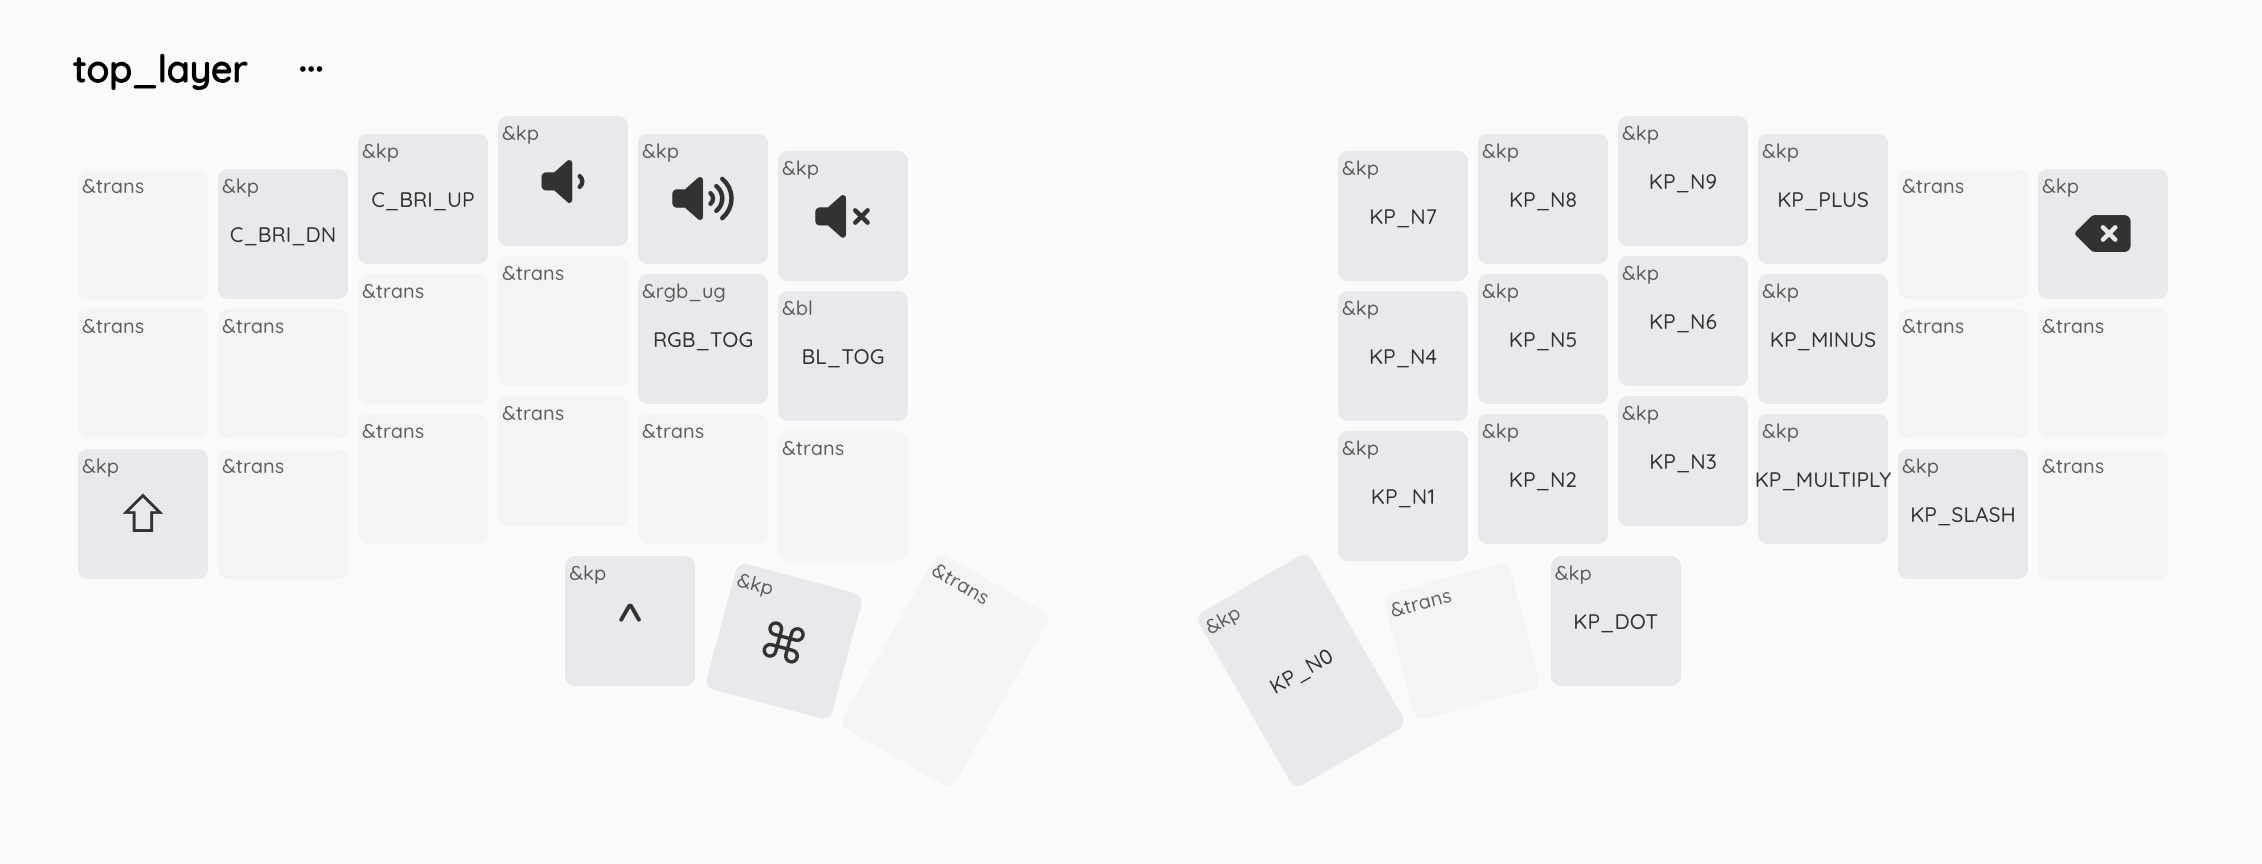 top_layer ...
&trans &kp C_BRI_DN &kp C_BRI_UP &kp &kp &kp &kp KP_N7 &kp KP_N8 &kp KP_N9 &kp KP_PLUS &trans &kp
&trans &trans &trans &trans &rgb_ug RGB_TOG &bl BL_TOG &kp KP_N4 &kp KP_N5 &kp KP_N6 &kp KP_MINUS &trans &trans
&kp &trans &trans &trans &trans &trans &kp KP_N1 &kp KP_N2 &kp KP_N3 &kp KP_MULTIPLY &kp KP_SLASH &trans
&kp ^ &kp ⌘ &trans &kp KP_N0 &trans &kp KP_DOT